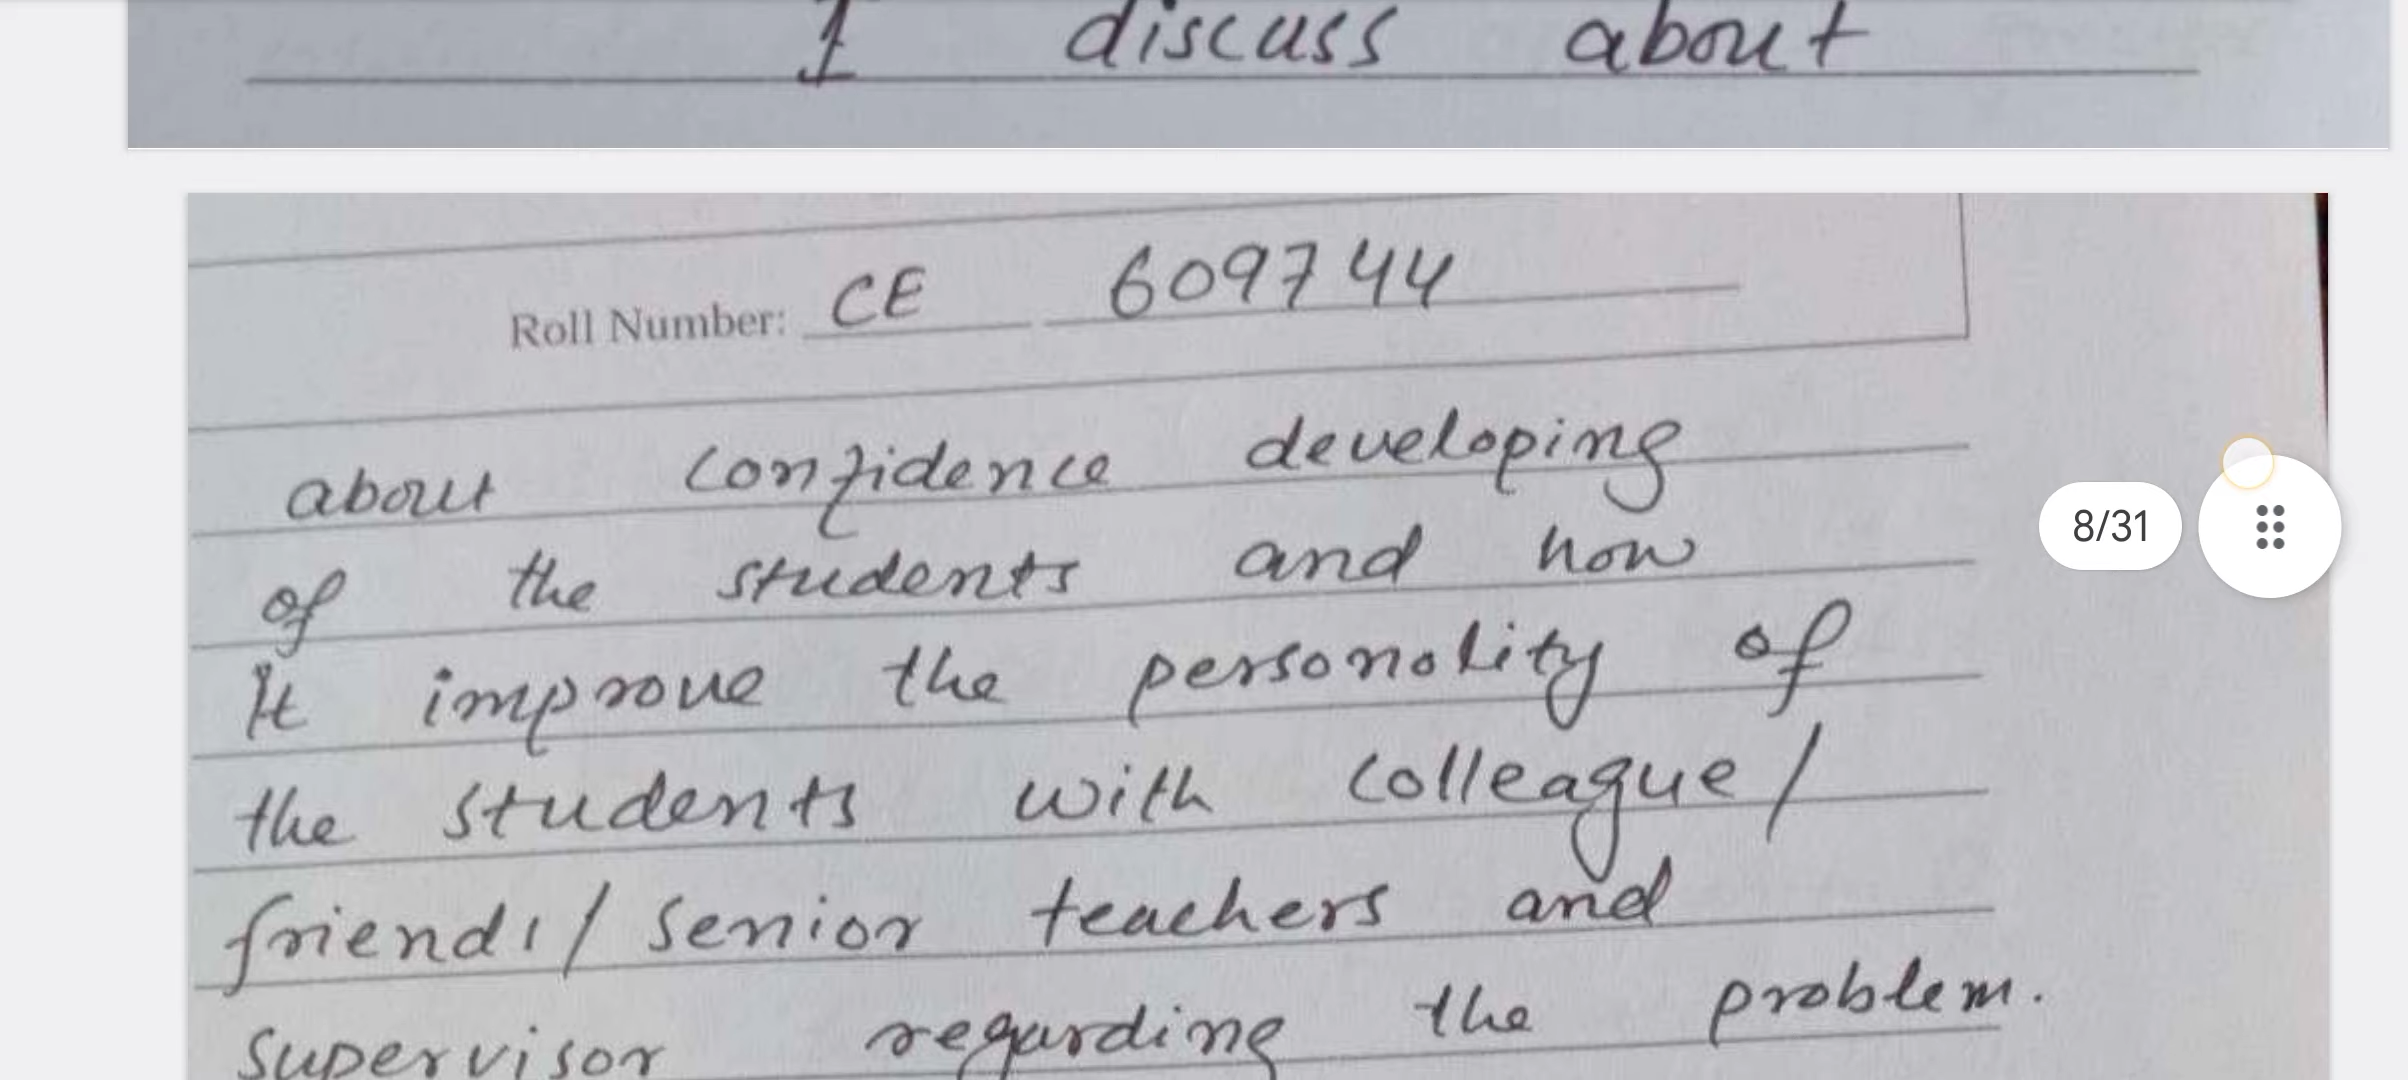 I discuss about
Roll Number: CE 609744
about confidence developing
of the students and how
It improve the personality of
8/31
the students with colleague/
friends/ senior teachers and
supervisor regarding the problem.